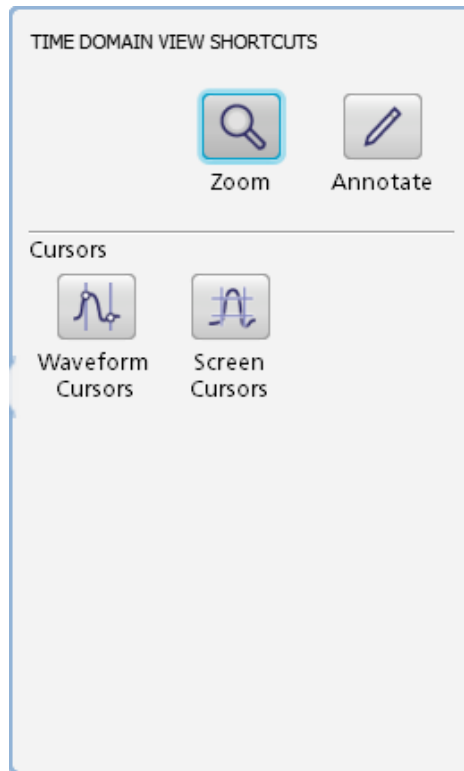 TIME DOMAIN VIEW SHORTCUTS
Zoom
Annotate
Cursors
Waveform
Cursors
Screen
Cursors